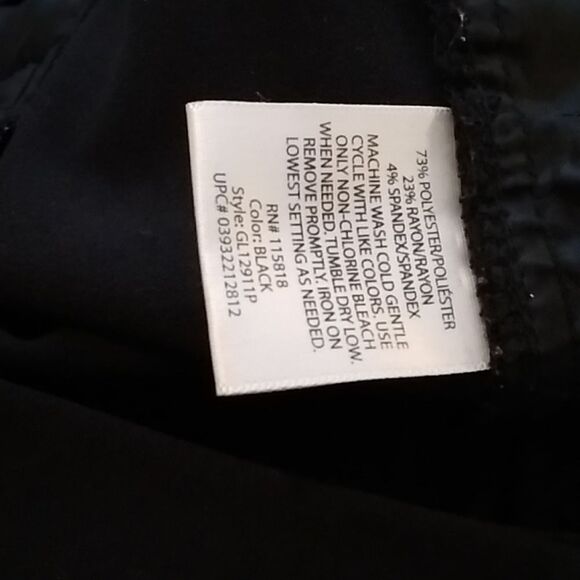 73% POLYESTER/POLIÉSTER
23% RAYON/RAYON
4% SPANDEX/SPANDEX
MACHINE WASH COLD GENTLE
CYCLE WITH LIKE COLORS. USE
ONLY NON-CHLORINE BLEACH
WHEN NEEDED. TUMBLE DRY LOW.
REMOVE PROMPTLY. IRON ON
LOWEST SETTING AS NEEDED.
RN# 115818
Color: BLACK
Style: GL12911P
UPC# 03932212812